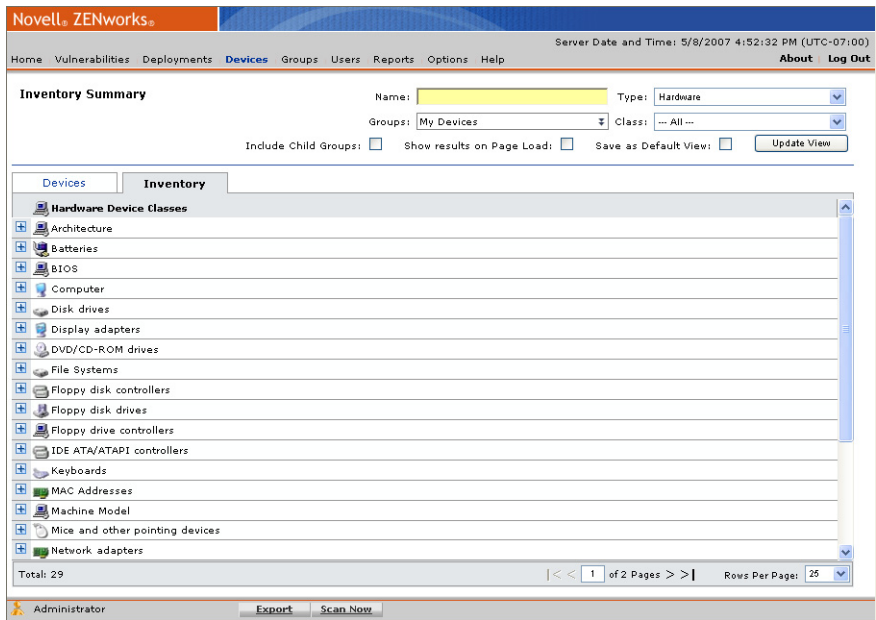 Novell® ZENworks®
Server Date and Time: 5/8/2007 4:52:32 PM (UTC-07:00)
Home Vulnerabilities Deployments Devices Groups Users Reports Options Help About Log Out
Inventory Summary
Name: Type: Hardware
Groups: My Devices Class: --- All ---
Include Child Groups: Show results on Page Load: Save as Default View: Update View
Devices Inventory
Hardware Device Classes
Architecture
Batteries
BIOS
Computer
Disk drives
Display adapters
DVD/CD-ROM drives
File Systems
Floppy disk controllers
Floppy disk drives
Floppy drive controllers
IDE ATA/ATAPI controllers
Keyboards
MAC Addresses
Machine Model
Mice and other pointing devices
Network adapters
Total: 29 |< < 1 of 2 Pages > >| Rows Per Page: 25
Administrator Export Scan Now